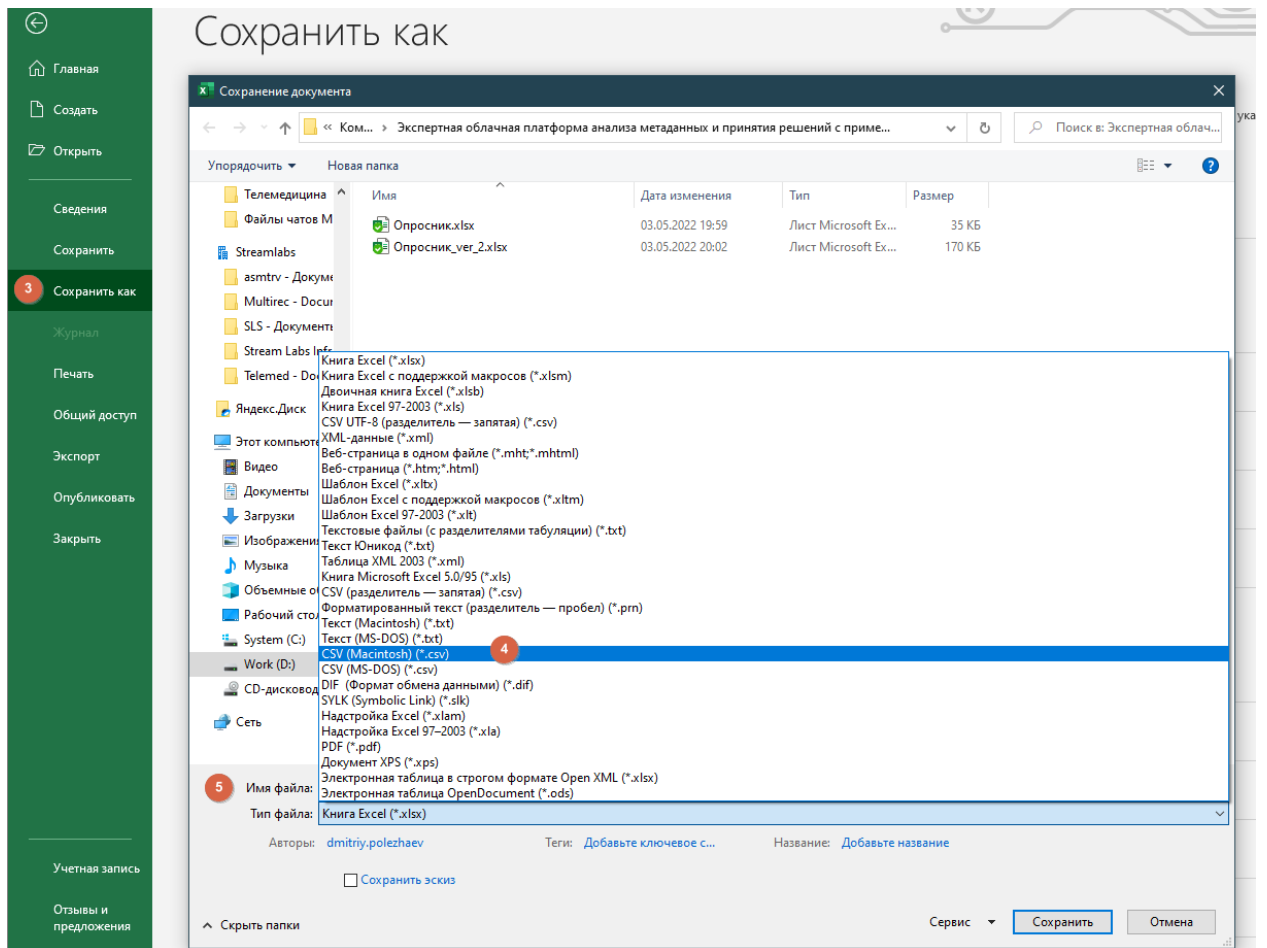 Сохранить как
Главная
Создать
Открыть
Сведения
Сохранить
3
Сохранить как
Журнал
Печать
Общий доступ
Экспорт
Опубликовать
Закрыть
Учетная запись
Отзывы и
предложения
Сохранение документа
« Ком... › Экспертная облачная платформа анализа метаданных и принятия решений с приме...
Поиск в: Экспертная облач...
ука
Упорядочить
Новая папка
?
Телемедицина
Файлы чатов M
Streamlabs
asmtrv - Докуме
Multirec - Docur
SLS - Документь
Stream Labs Infr
Telemed - Do
Яндекс.Диск
Этот компьюте
Видео
Документы
Загрузки
Изображени
Музыка
Объемные о
Рабочий стол
System (C:)
Work (D:)
CD-дисковод
Сеть
Имя Дата изменения Тип Размер
Опросник.xlsx 03.05.2022 19:59 Лист Microsoft Ex... 35 КБ
Опросник_ver_2.xlsx 03.05.2022 20:02 Лист Microsoft Ex... 170 КБ
Книга Excel (*.xlsx)
Книга Excel с поддержкой макросов (*.xlsm)
Двоичная книга Excel (*.xlsb)
Книга Excel 97-2003 (*.xls)
CSV UTF-8 (разделитель — запятая) (*.csv)
XML-данные (*.xml)
Веб-страница в одном файле (*.mht;*.mhtml)
Веб-страница (*.htm;*.html)
Шаблон Excel (*.xltx)
Шаблон Excel с поддержкой макросов (*.xltm)
Шаблон Excel 97-2003 (*.xlt)
Текстовые файлы (с разделителями табуляции) (*.txt)
Текст Юникод (*.txt)
Таблица XML 2003 (*.xml)
Книга Microsoft Excel 5.0/95 (*.xls)
CSV (разделитель — запятая) (*.csv)
Форматированный текст (разделитель — пробел) (*.prn)
Текст (Macintosh) (*.txt)
Текст (MS-DOS) (*.txt)
CSV (Macintosh) (*.csv)
4
CSV (MS-DOS) (*.csv)
DIF (Формат обмена данными) (*.dif)
SYLK (Symbolic Link) (*.slk)
Надстройка Excel (*.xlam)
Надстройка Excel 97–2003 (*.xla)
PDF (*.pdf)
Документ XPS (*.xps)
Электронная таблица в строгом формате Open XML (*.xlsx)
Электронная таблица OpenDocument (*.ods)
5
Имя файла:
Тип файла: Книга Excel (*.xlsx)
Авторы: dmitriy.polezhaev Теги: Добавьте ключевое с... Название: Добавьте название
Сохранить эскиз
Скрыть папки
Сервис
Сохранить
Отмена